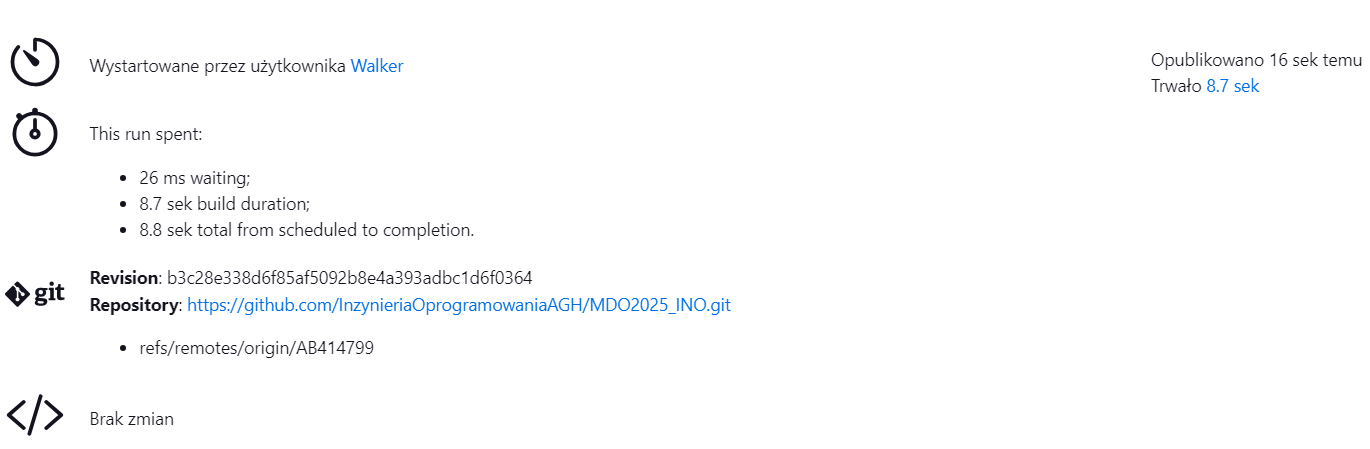 Wystartowane przez użytkownika Walker
Opublikowano 16 sek temu
Trwało 8.7 sek
This run spent:
26 ms waiting;
8.7 sek build duration;
8.8 sek total from scheduled to completion.
git
Revision: b3c28e338d6f85af5092b8e4a393adbc1d6f0364
Repository: https://github.com/InzynieriaOprogramowaniaAGH/MDO2025_INO.git
refs/remotes/origin/AB414799
Brak zmian